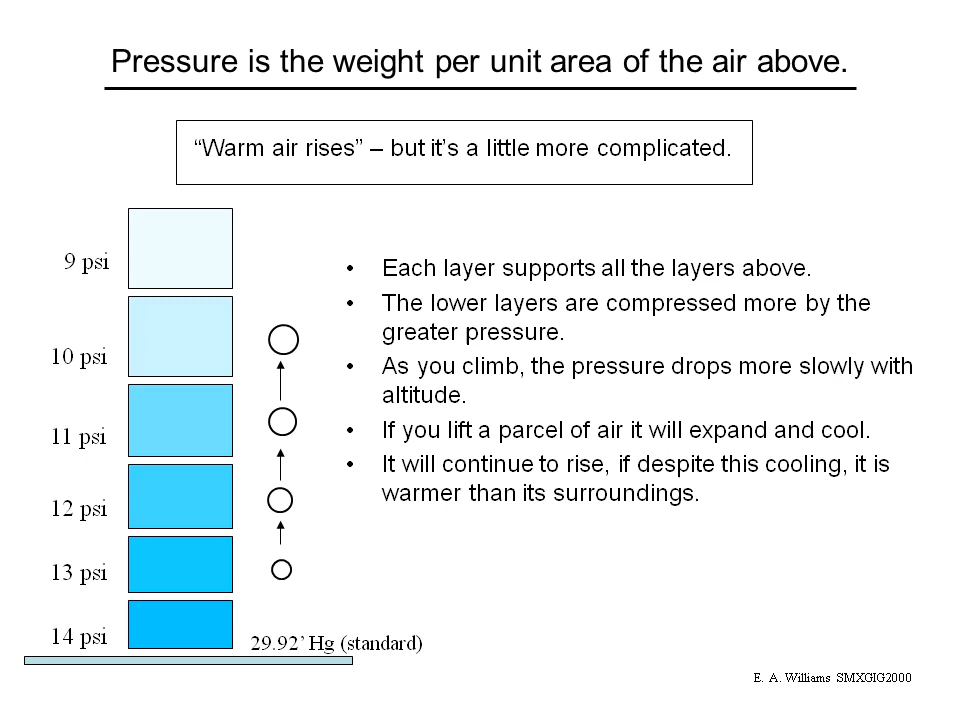 Pressure is the weight per unit area of the air above.
“Warm air rises” – but it’s a little more complicated.
9 psi
10 psi
11 psi
12 psi
13 psi
14 psi
• Each layer supports all the layers above.
• The lower layers are compressed more by the
greater pressure.
• As you climb, the pressure drops more slowly with
altitude.
• If you lift a parcel of air it will expand and cool.
• It will continue to rise, if despite this cooling, it is
warmer than its surroundings.
29.92’ Hg (standard)
E. A. Williams SMXGIG2000